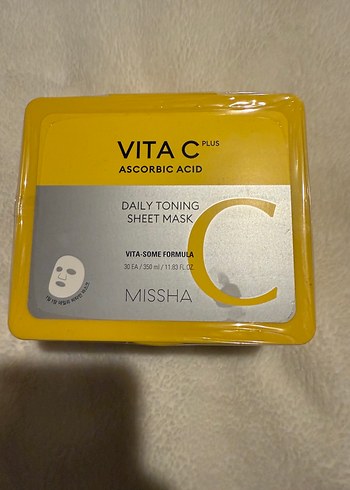 VITA C PLUS
ASCORBIC ACID
DAILY TONING
SHEET MASK
VITA-SOME FORMULA
30 EA / 350 ml / 11.83 FL.OZ
MISSHA
C